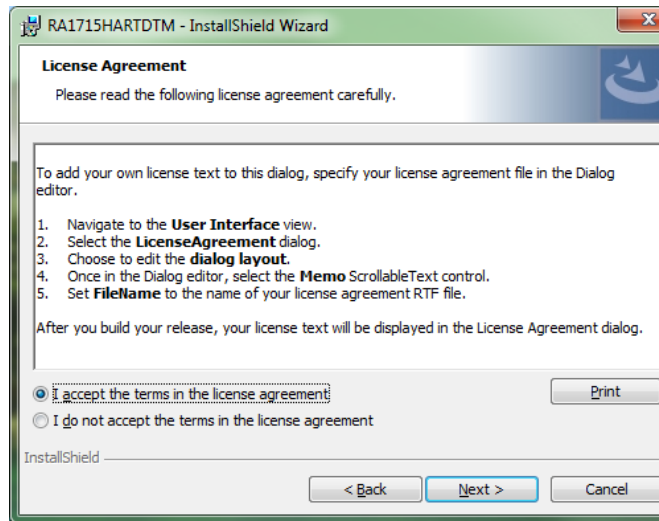 RA1715HARTDTM - InstallShield Wizard
License Agreement
Please read the following license agreement carefully.
To add your own license text to this dialog, specify your license agreement file in the Dialog
editor.
1. Navigate to the User Interface view.
2. Select the LicenseAgreement dialog.
3. Choose to edit the dialog layout.
4. Once in the Dialog editor, select the Memo ScrollableText control.
5. Set FileName to the name of your license agreement RTF file.
After you build your release, your license text will be displayed in the License Agreement dialog.
I accept the terms in the license agreement
Print
I do not accept the terms in the license agreement
InstallShield
< Back
Next >
Cancel